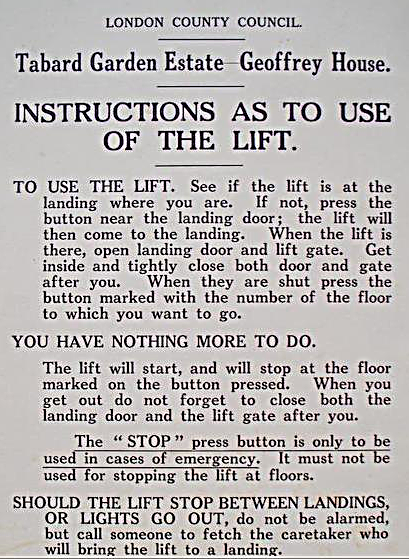 LONDON COUNTY COUNCIL.
Tabard Garden Estate—Geoffrey House.
INSTRUCTIONS AS TO USE
OF THE LIFT.
TO USE THE LIFT. See if the lift is at the
landing where you are. If not, press the
button near the landing door; the lift will
then come to the landing. When the lift is
there, open landing door and lift gate. Get
inside and tightly close both door and gate
after you. When they are shut press the
button marked with the number of the floor
to which you want to go.
YOU HAVE NOTHING MORE TO DO.
The lift will start, and will stop at the floor
marked on the button pressed. When you
get out do not forget to close both the
landing door and the lift gate after you.
The “STOP” press button is only to be
used in cases of emergency. It must not be
used for stopping the lift at floors.
SHOULD THE LIFT STOP BETWEEN LANDINGS,
OR LIGHTS GO OUT, do not be alarmed,
but call someone to fetch the caretaker who
will bring the lift to a landing.